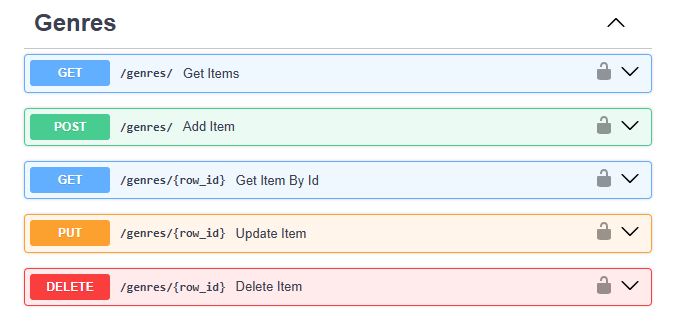 Genres
GET /genres/ Get Items
POST /genres/ Add Item
GET /genres/{row_id} Get Item By Id
PUT /genres/{row_id} Update Item
DELETE /genres/{row_id} Delete Item